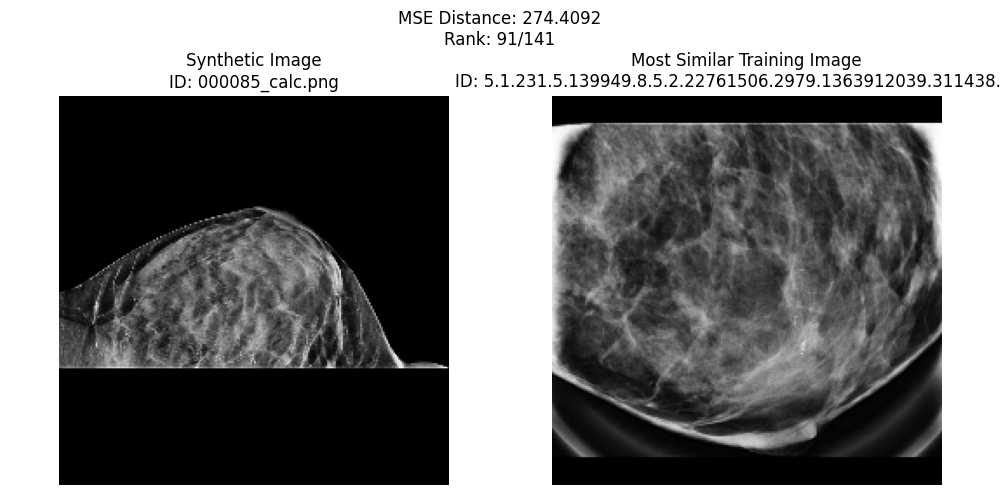 MSE Distance: 274.4092
Rank: 91/141
Synthetic Image
ID: 000085_calc.png
Most Similar Training Image
ID: 5.1.231.5.139949.8.5.2.22761506.2979.1363912039.311438.